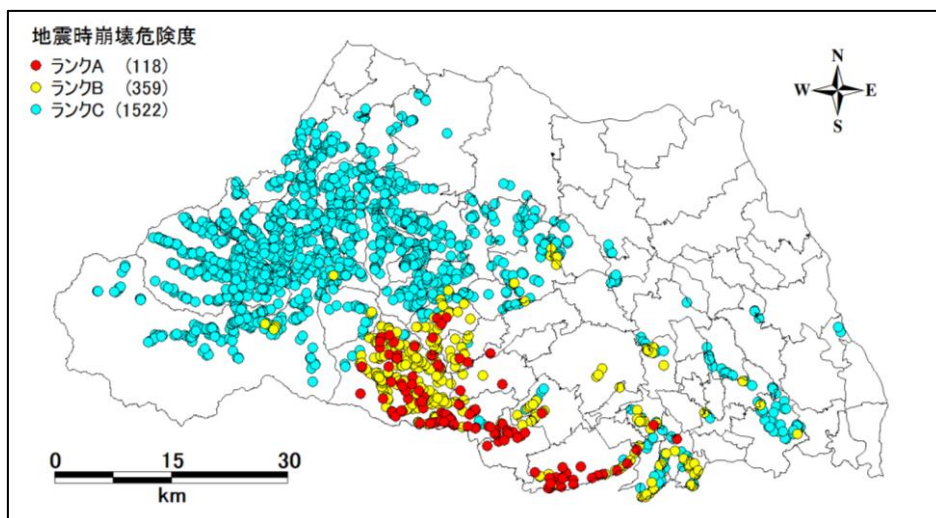 地震時崩壊危険度
ランクA (118)
ランクB (359)
ランクC (1522)
N
W E
S
0 15 30
km